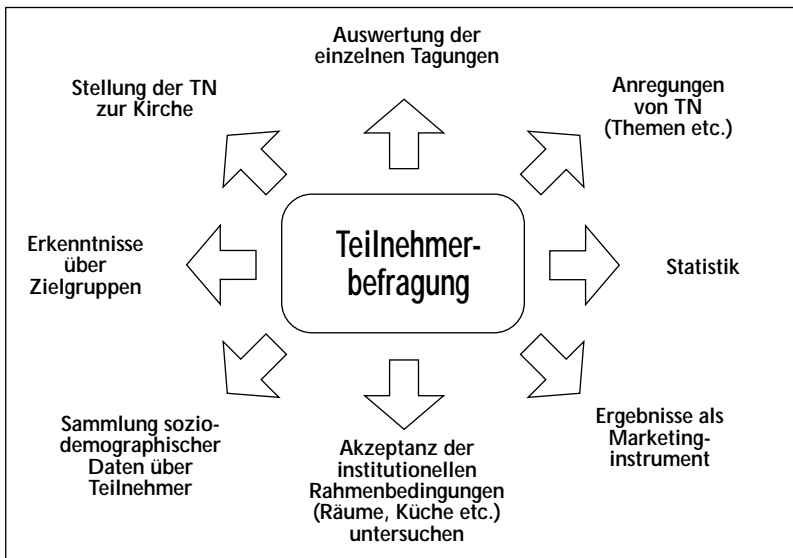 Auswertung der
einzelnen Tagungen
Stellung der TN
zur Kirche
Anregungen
von TN
(Themen etc.)
Erkenntnisse
über
Zielgruppen
Teilnehmer-
befragung
Statistik
Sammlung sozio-
demographischer
Daten über
Teilnehmer
Akzeptanz der
institutionellen
Rahmenbedingungen
(Räume, Küche etc.)
untersuchen
Ergebnisse als
Marketing-
instrument